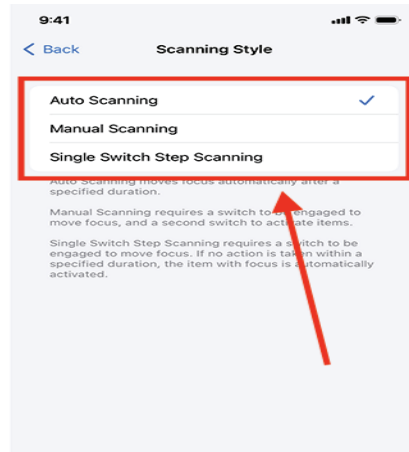 9:41
Back
Scanning Style
Auto Scanning
Manual Scanning
Single Switch Step Scanning
Auto Scanning moves focus automatically after a
specified duration.
Manual Scanning requires a switch to be engaged to
move focus, and a second switch to activate items.
Single Switch Step Scanning requires a switch to be
engaged to move focus. If no action is taken within a
specified duration, the item with focus is automatically
activated.